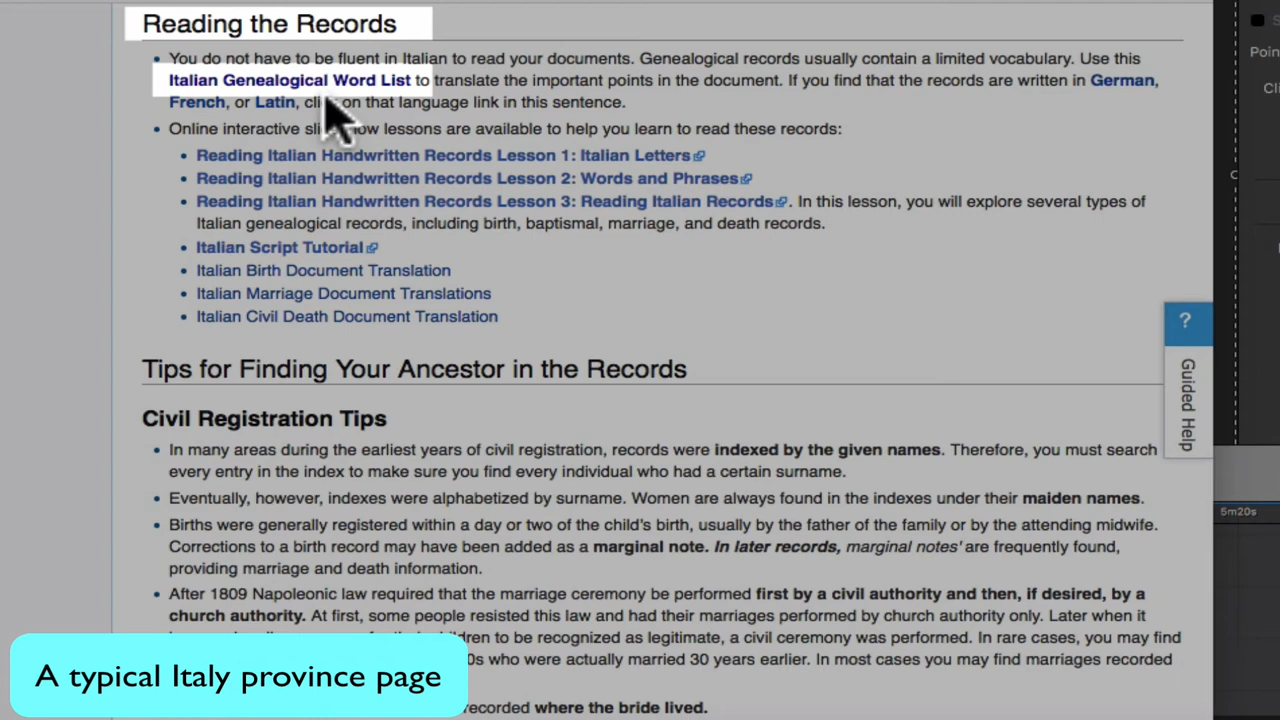 Reading the Records
You do not have to be fluent in Italian to read your documents. Genealogical records usually contain a limited vocabulary. Use this
Italian Genealogical Word List to translate the important points in the document. If you find that the records are written in German,
French, or Latin, click on that language link in this sentence.
Online interactive slideshow lessons are available to help you learn to read these records:
Reading Italian Handwritten Records Lesson 1: Italian Letters
Reading Italian Handwritten Records Lesson 2: Words and Phrases
Reading Italian Handwritten Records Lesson 3: Reading Italian Records. In this lesson, you will explore several types of
Italian genealogical records, including birth, baptismal, marriage, and death records.
Italian Script Tutorial
Italian Birth Document Translation
Italian Marriage Document Translations
Italian Civil Death Document Translation
Tips for Finding Your Ancestor in the Records
Civil Registration Tips
In many areas during the earliest years of civil registration, records were indexed by the given names. Therefore, you must search
every entry in the index to make sure you find every individual who had a certain surname.
Eventually, however, indexes were alphabetized by surname. Women are always found in the indexes under their maiden names.
Births were generally registered within a day or two of the child's birth, usually by the father of the family or by the attending midwife.
Corrections to a birth record may have been added as a marginal note. In later records, marginal notes' are frequently found,
providing marriage and death information.
After 1809 Napoleonic law required that the marriage ceremony be performed first by a civil authority and then, if desired, by a
church authority. At first, some people resisted this law and had their marriages performed by church authority only. Later when it
to be recognized as legitimate, a civil ceremony was performed. In rare cases, you may find
who were actually married 30 years earlier. In most cases you may find marriages recorded
recorded where the bride lived.
A typical Italy province page
?
Guided Help
Poin
Cli
5m20s